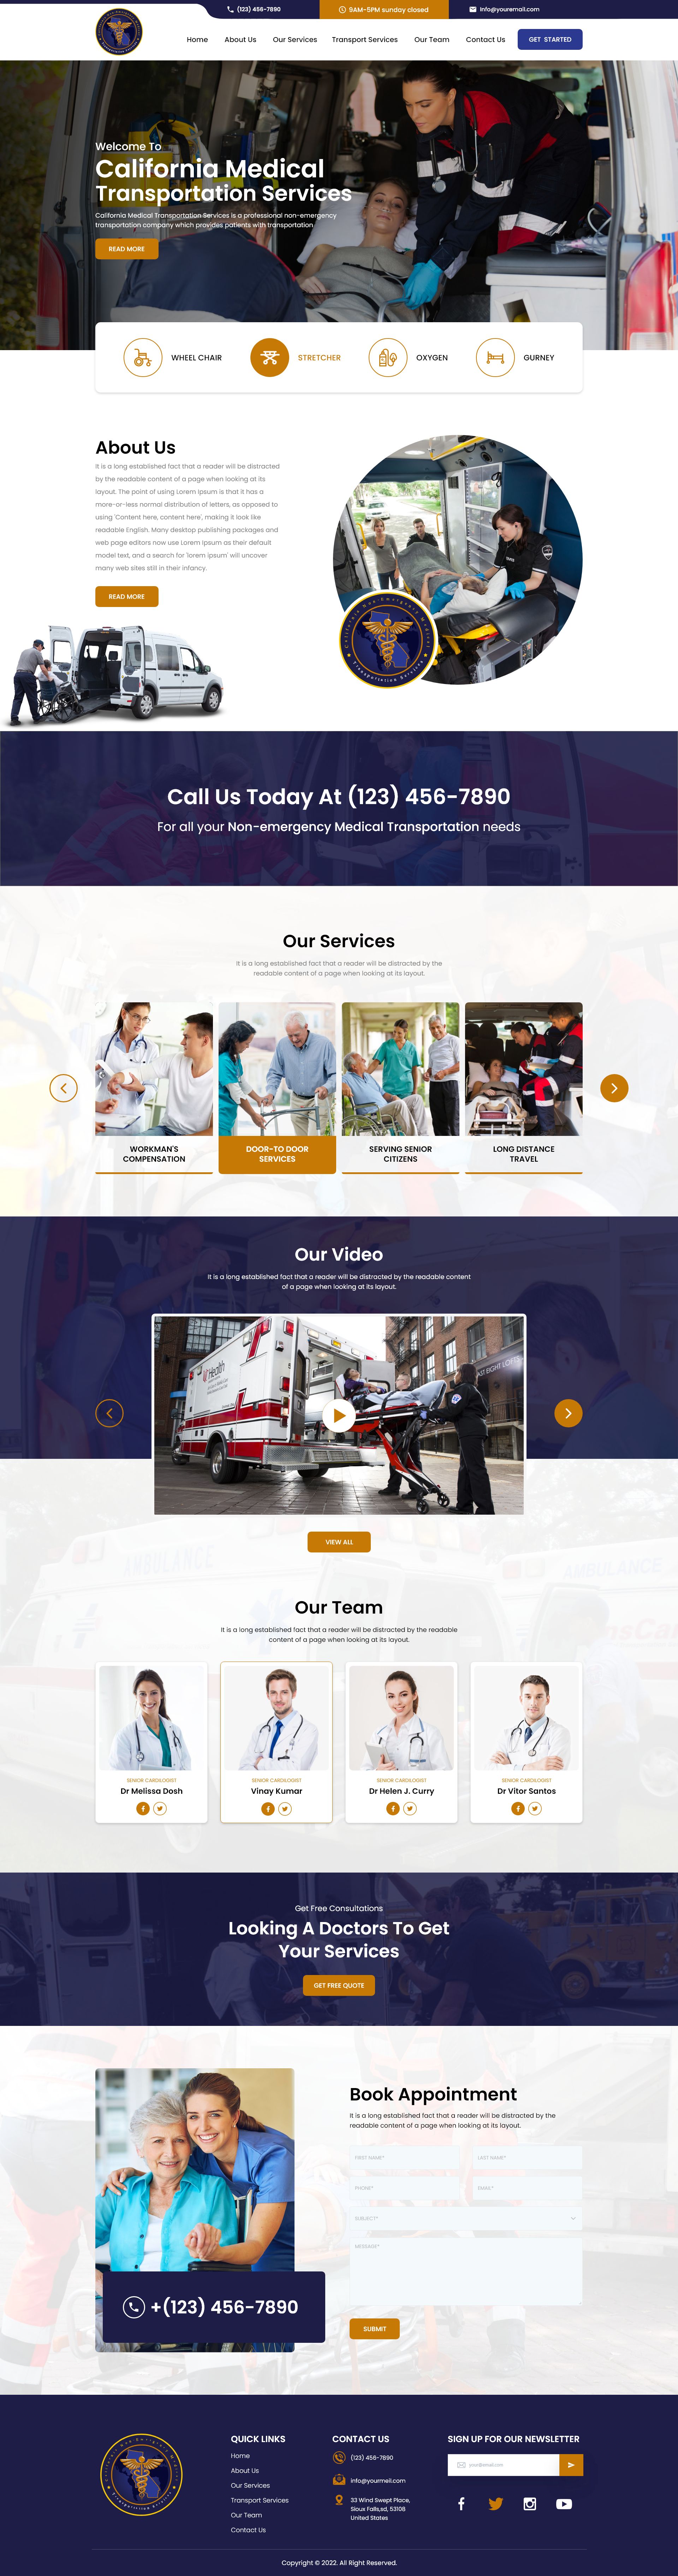 (123) 456-7890
9AM-5PM sunday closed
info@youremail.com
Home
About Us
Our Services
Transport Services
Our Team
Contact Us
GET STARTED
Welcome To
California Medical
Transportation Services
California Medical Transportation Services is a professional non-emergency
transportation company which provides patients with transportation
READ MORE
WHEEL CHAIR
STRETCHER
OXYGEN
GURNEY
About Us
It is a long established fact that a reader will be distracted
by the readable content of a page when looking at its
layout. The point of using Lorem Ipsum is that it has a
more-or-less normal distribution of letters, as opposed to
using 'Content here, content here', making it look like
readable English. Many desktop publishing packages and
web page editors now use Lorem Ipsum as their default
model text, and a search for 'lorem ipsum' will uncover
many web sites still in their infancy.
READ MORE
California Non-Emergency Medical
Transportation Services
Call Us Today At (123) 456-7890
For all your Non-emergency Medical Transportation needs
Our Services
It is a long established fact that a reader will be distracted by the
readable content of a page when looking at its layout.
WORKMAN'S
COMPENSATION
DOOR-TO DOOR
SERVICES
SERVING SENIOR
CITIZENS
LONG DISTANCE
TRAVEL
Our Video
It is a long established fact that a reader will be distracted by the readable content
of a page when looking at its layout.
Health
VIEW ALL
AMBULANCE
AMBULANCE
Our Team
It is a long established fact that a reader will be distracted by the readable
content of a page when looking at its layout.
SENIOR CARDILOGIST
Dr Melissa Dosh
SENIOR CARDILOGIST
Vinay Kumar
SENIOR CARDILOGIST
Dr Helen J. Curry
SENIOR CARDILOGIST
Dr Vitor Santos
Get Free Consultations
Looking A Doctors To Get
Your Services
GET FREE QUOTE
+(123) 456-7890
Book Appointment
It is a long established fact that a reader will be distracted by the
readable content of a page when looking at its layout.
FIRST NAME*
LAST NAME*
PHONE*
EMAIL*
SUBJECT*
MESSAGE*
SUBMIT
QUICK LINKS
Home
About Us
Our Services
Transport Services
Our Team
Contact Us
CONTACT US
(123) 456-7890
info@yourmeil.com
33 Wind Swept Place,
Sioux Falls,sd, 53108
United States
SIGN UP FOR OUR NEWSLETTER
your@email.com
Copyright © 2022. All Right Reserved.